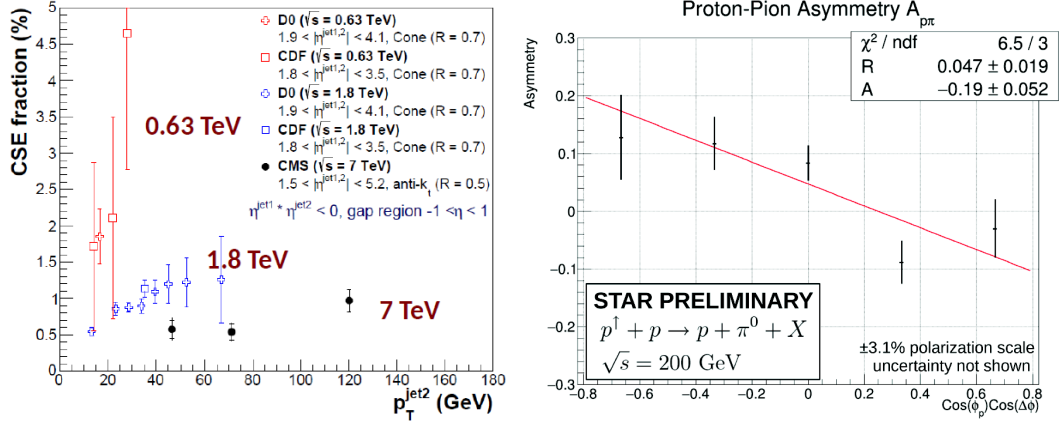 CSE fraction (%)
5
4.5
4
3.5
3
2.5
2
1.5
1
0.5
0
0 20 40 60 80 100 120 140 160 180
p_T^jet2 (GeV)
D0 (√s = 0.63 TeV)
1.9 < |η^jet1,2| < 4.1, Cone (R = 0.7)
CDF (√s = 0.63 TeV)
1.8 < |η^jet1,2| < 3.5, Cone (R = 0.7)
D0 (√s = 1.8 TeV)
1.9 < |η^jet1,2| < 4.1, Cone (R = 0.7)
CDF (√s = 1.8 TeV)
1.8 < |η^jet1,2| < 3.5, Cone (R = 0.7)
CMS (√s = 7 TeV)
1.5 < |η^jet1,2| < 5.2, anti-k_t (R = 0.5)
η^jet1 * η^jet2 < 0, gap region -1 <η < 1
0.63 TeV
1.8 TeV
7 TeV
Proton-Pion Asymmetry A_pπ
χ² / ndf 6.5 / 3
R 0.047 ± 0.019
A −0.19 ± 0.052
Asymmetry
0.3
0.2
0.1
0
−0.1
−0.2
−0.3
STAR PRELIMINARY
p^↑ + p → p + π^0 + X
√s = 200 GeV
±3.1% polarization scale
uncertainty not shown
−0.8 −0.6 −0.4 −0.2 0 0.2 0.4 0.6 0.8
Cos(ϕ_p)Cos(Δϕ)